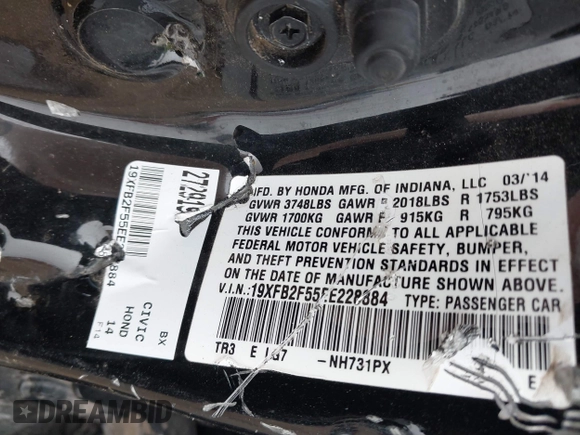 MFD. BY HONDA MFG. OF INDIANA, LLC 03/14
GVWR 3748LBS GAWR F 2018LBS R 1753LBS
GVWR 1700KG GAWR F 915KG R 795KG
THIS VEHICLE CONFORMS TO ALL APPLICABLE
FEDERAL MOTOR VEHICLE SAFETY, BUMPER,
AND THEFT PREVENTION STANDARDS IN EFFECT
ON THE DATE OF MANUFACTURE SHOWN ABOVE.
V.I.N.: TYPE: PASSENGER CAR
TR3 NH731PX
E
BX
CIVIC
HOND
14
DREAMBID